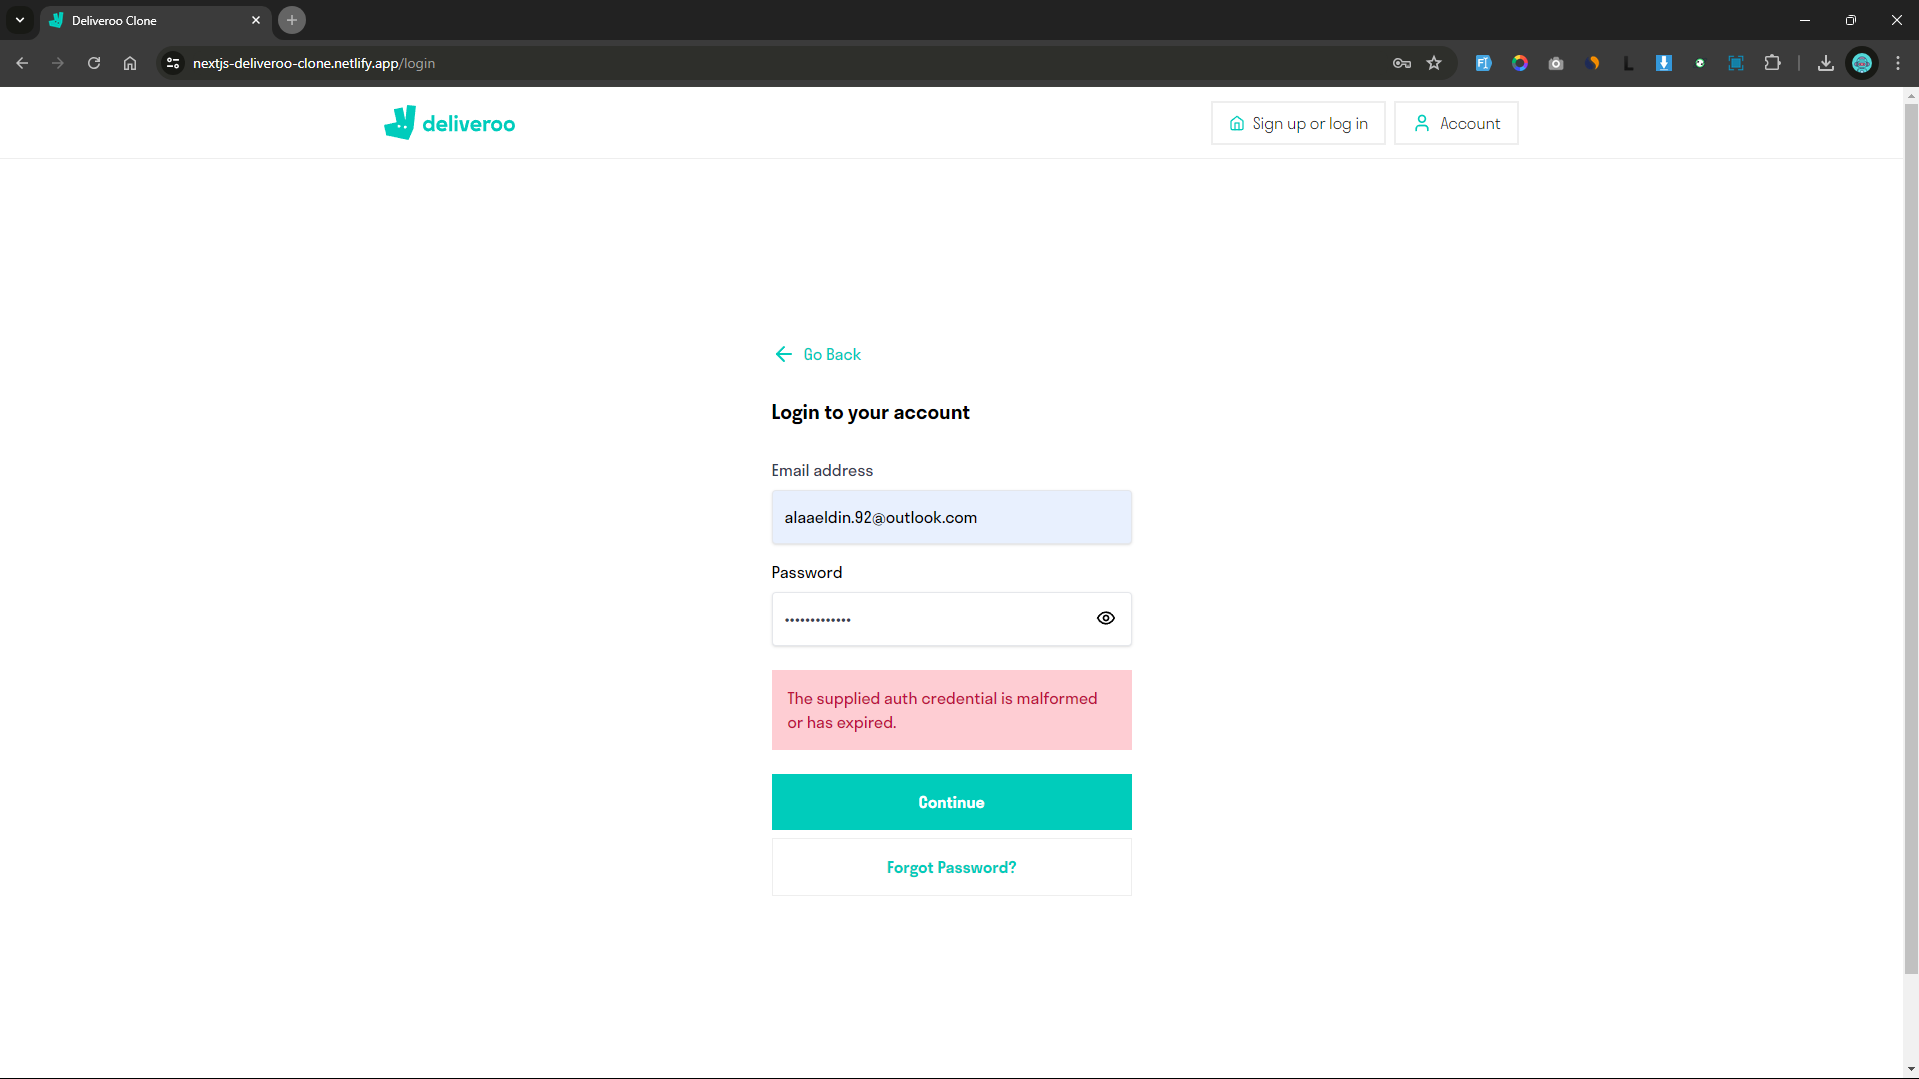 Deliveroo Clone
nextjs-deliveroo-clone.netlify.app/login
deliveroo
Sign up or log in
Account
Go Back
Login to your account
Email address
alaaeldin.92@outlook.com
Password
•••••••••••••
The supplied auth credential is malformed
or has expired.
Continue
Forgot Password?